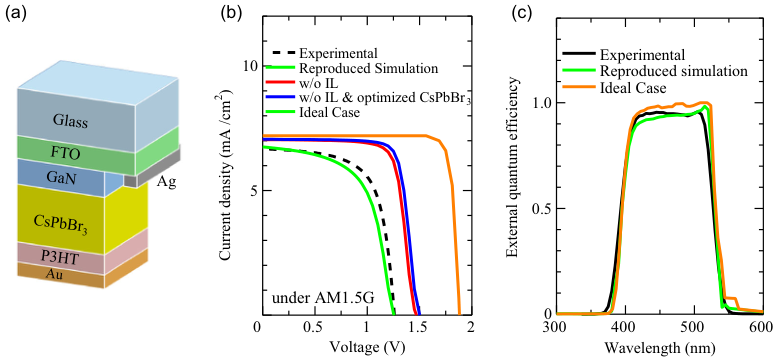 (a)
Glass
FTO
GaN
Ag
CsPbBr3
P3HT
Au
(b)
10
5
0
0.5
1
1.5
2
Current density (mA /cm2)
Voltage (V)
Experimental
Reproduced Simulation
w/o IL
w/o IL & optimized CsPbBr3
Ideal Case
under AM1.5G
(c)
1.0
0.5
0
300
400
500
600
External quantum efficiency
Wavelength (nm)
Experimental
Reproduced simulation
Ideal Case